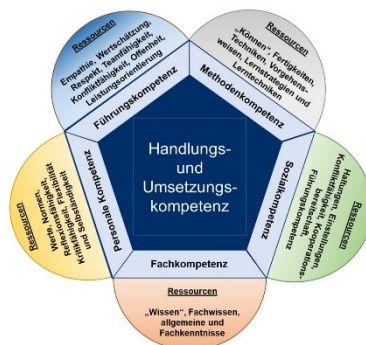 Ressourcen
Empathie, Wertschätzung,
Respekt, Teamfähigkeit,
Konfliktfähigkeit, Offenheit,
Leistungsorientierung
Führungskompetenz
Ressourcen
„Können“, Fertigkeiten,
Techniken, Vorgehens-
weisen, Lernstrategien und
Lerntechniken
Methodenkompetenz
Handlungs-
und
Umsetzungs-
kompetenz
Ressourcen
Werte, Normen,
Reflexionsfähigkeit,
Kritikfähigkeit, Flexibilität
und Selbständigkeit
Personale Kompetenz
Sozialkompetenz
Haltungen, Einstellungen,
Konfliktfähigkeit, Kooperations-
bereitschaft,
Führungskompetenz
Ressourcen
Fachkompetenz
Ressourcen
„Wissen“, Fachwissen,
allgemeine und
Fachkenntnisse